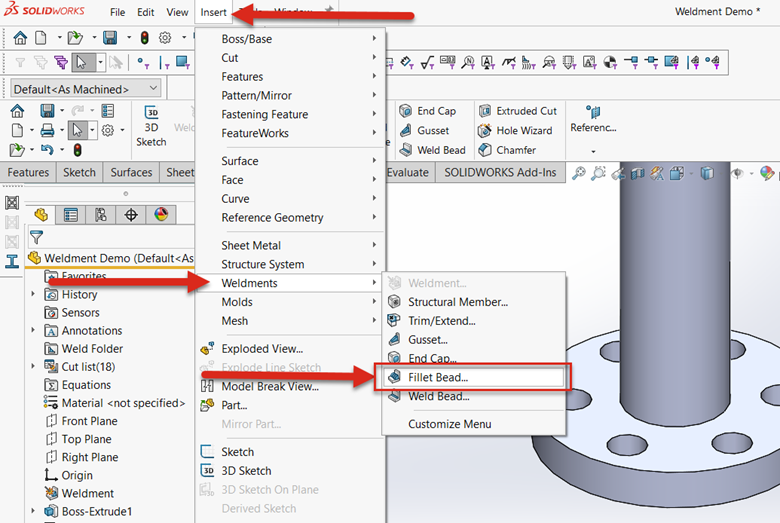 SOLIDWORKS File Edit View Insert Window Weldment Demo *
Default<As Machined>
3D
Sketch
End Cap
Gusset
Weld Bead
Extruded Cut
Hole Wizard
Chamfer
Referenc...
Features Sketch Surfaces Sheet Evaluate SOLIDWORKS Add-Ins
Weldment Demo (Default<As
Favorites
History
Sensors
Annotations
Weld Folder
Cut list(18)
Equations
Material <not specified>
Front Plane
Top Plane
Right Plane
Origin
Weldment
Boss-Extrude1
Boss/Base
Cut
Features
Pattern/Mirror
Fastening Feature
FeatureWorks
Surface
Face
Curve
Reference Geometry
Sheet Metal
Structure System
Weldments
Molds
Mesh
Exploded View...
Explode Line Sketch
Model Break View...
Part...
Mirror Part...
Sketch
3D Sketch
3D Sketch On Plane
Derived Sketch
Weldment...
Structural Member...
Trim/Extend...
Gusset...
End Cap...
Fillet Bead...
Weld Bead...
Customize Menu